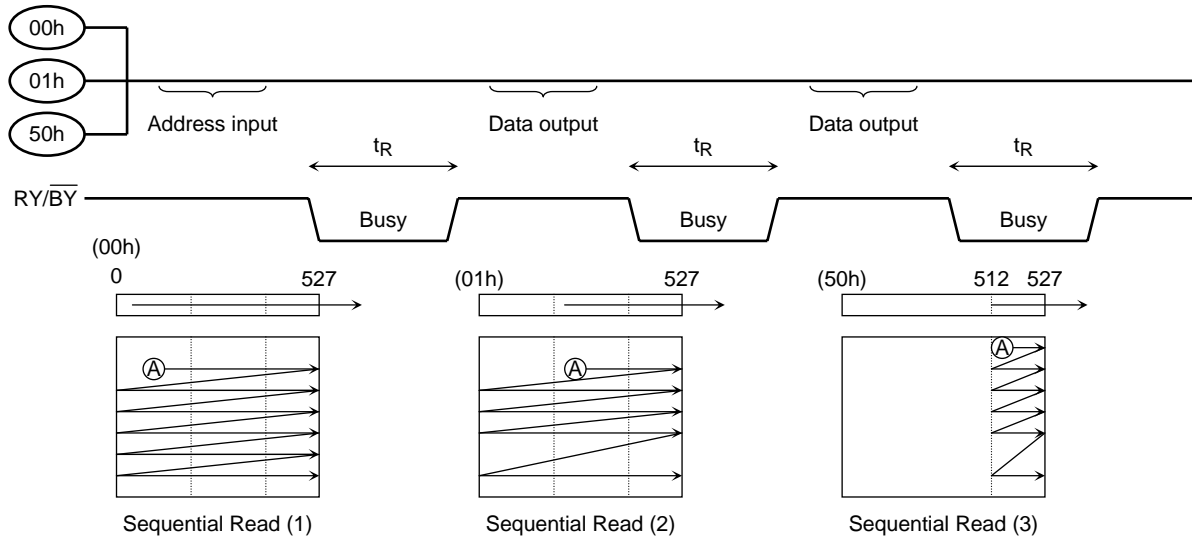 00h
01h
50h
Address input
Data output
Data output
tR
tR
tR
RY/BY
Busy
Busy
Busy
(00h)
0
527
(01h)
527
(50h)
512
527
A
A
A
Sequential Read (1)
Sequential Read (2)
Sequential Read (3)